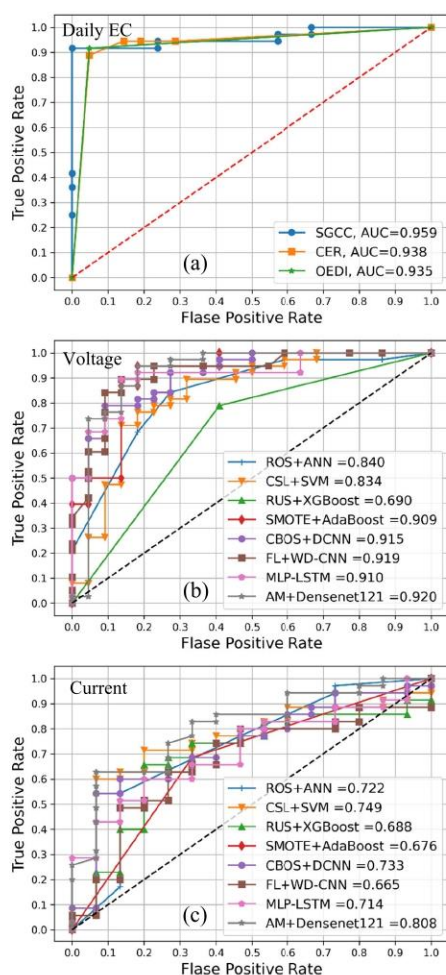 Daily EC
True Positive Rate
1.0
0.9
0.8
0.7
0.6
0.5
0.4
0.3
0.2
0.1
0.0
SGCC, AUC=0.959
CER, AUC=0.938
OEDI, AUC=0.935
(a)
0.0 0.1 0.2 0.3 0.4 0.5 0.6 0.7 0.8 0.9 1.0
Flase Positive Rate
Voltage
True Positive Rate
1.0
0.9
0.8
0.7
0.6
0.5
0.4
0.3
0.2
0.1
0.0
ROS+ANN =0.840
CSL+SVM =0.834
RUS+XGBoost =0.690
SMOTE+AdaBoost =0.909
CBOS+DCNN =0.915
FL+WD-CNN =0.919
MLP-LSTM =0.910
AM+Densenet121 =0.920
(b)
0.0 0.1 0.2 0.3 0.4 0.5 0.6 0.7 0.8 0.9 1.0
Flase Positive Rate
Current
True Positive Rate
1.0
0.9
0.8
0.7
0.6
0.5
0.4
0.3
0.2
0.1
0.0
ROS+ANN =0.722
CSL+SVM =0.749
RUS+XGBoost =0.688
SMOTE+AdaBoost =0.676
CBOS+DCNN =0.733
FL+WD-CNN =0.665
MLP-LSTM =0.714
AM+Densenet121 =0.808
(c)
0.0 0.1 0.2 0.3 0.4 0.5 0.6 0.7 0.8 0.9 1.0
Flase Positive Rate